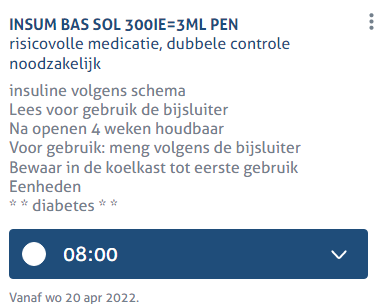 INSUM BAS SOL 300IE=3ML PEN
risicovolle medicatie, dubbele controle
noodzakelijk
insuline volgens schema
Lees voor gebruik de bijsluiter
Na openen 4 weken houdbaar
Voor gebruik: meng volgens de bijsluiter
Bewaar in de koelkast tot eerste gebruik
Eenheden
* * diabetes * *
08:00
Vanaf wo 20 apr 2022.